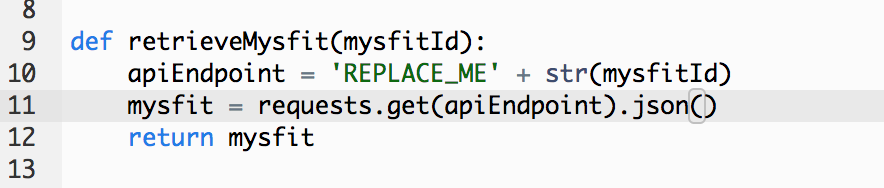 8
9 def retrieveMysfit(mysfitId):
10 apiEndpoint = 'REPLACE_ME' + str(mysfitId)
11 mysfit = requests.get(apiEndpoint).json()
12 return mysfit
13